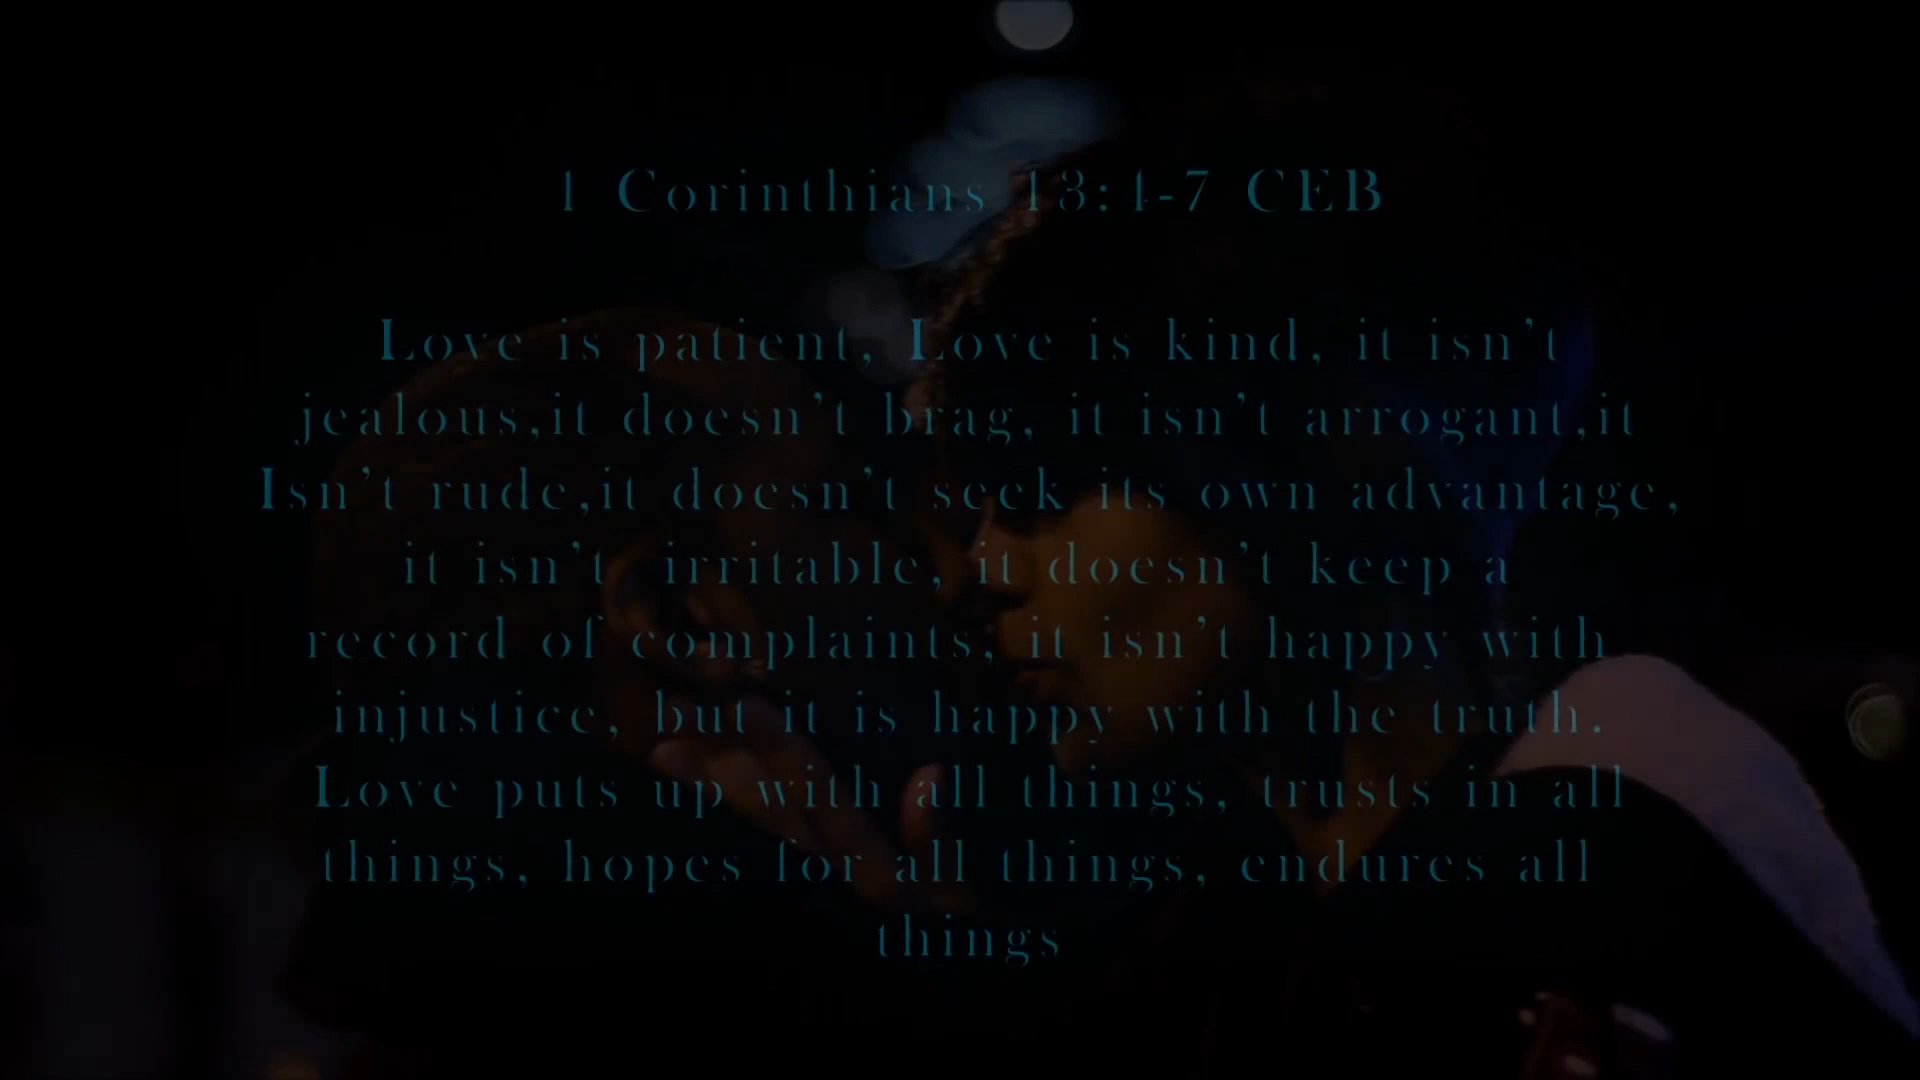 1 Corinthians 13:4-7 CEB
Love is patient, Love is kind, it isn't
jealous,it doesn't brag, it isn't arrogant,it
Isn't rude,it doesn't seek its own advantage,
it isn't irritable, it doesn't keep a
record of complaints, it isn't happy with
injustice, but it is happy with the truth.
Love puts up with all things, trusts in all
things, hopes for all things, endures all
things